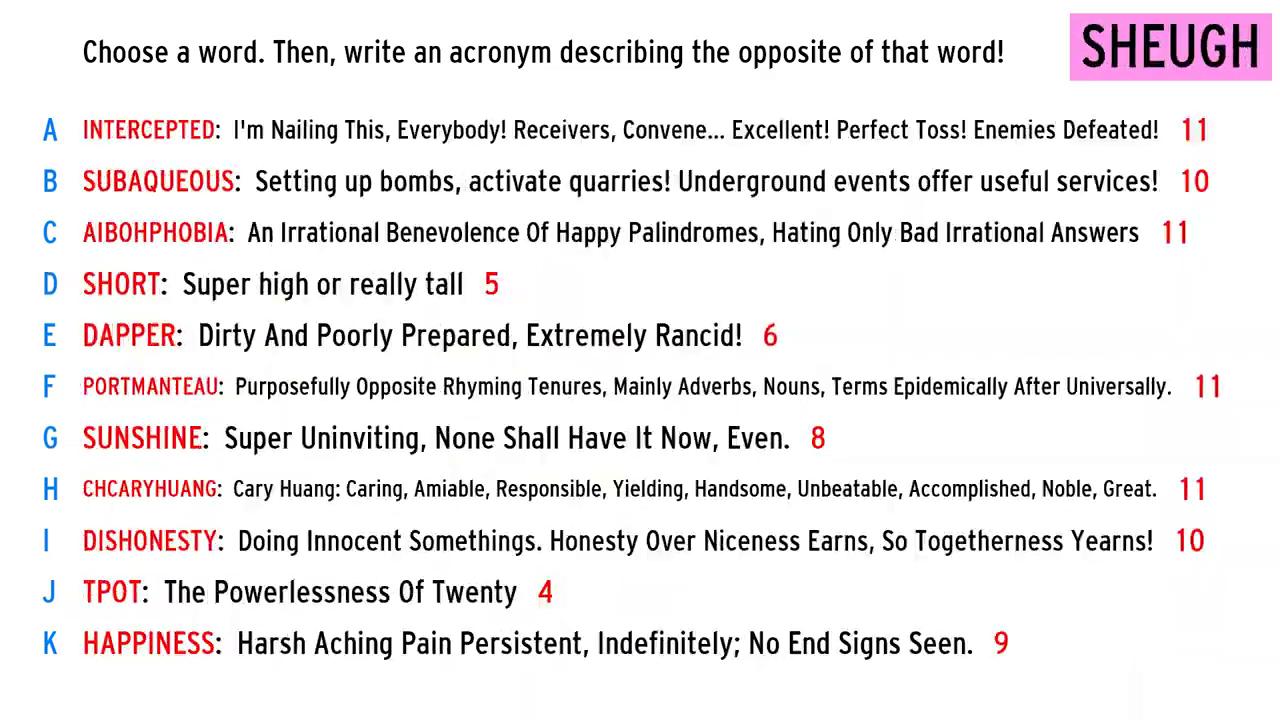 Choose a word. Then, write an acronym describing the opposite of that word!
SHEUGH
A INTERCEPTED: I'm Nailing This, Everybody! Receivers, Convene... Excellent! Perfect Toss! Enemies Defeated! 11
B SUBAQUEOUS: Setting up bombs, activate quarries! Underground events offer useful services! 10
C AIBOHPHOBIA: An Irrational Benevolence Of Happy Palindromes, Hating Only Bad Irrational Answers 11
D SHORT: Super high or really tall 5
E DAPPER: Dirty And Poorly Prepared, Extremely Rancid! 6
F PORTMANTEAU: Purposefully Opposite Rhyming Tenures, Mainly Adverbs, Nouns, Terms Epidemically After Universally. 11
G SUNSHINE: Super Uninviting, None Shall Have It Now, Even. 8
H CHCARYHUANG: Cary Huang: Caring, Amiable, Responsible, Yielding, Handsome, Unbeatable, Accomplished, Noble, Great. 11
I DISHONESTY: Doing Innocent Somethings. Honesty Over Niceness Earns, So Togetherness Yearns! 10
J TPOT: The Powerlessness Of Twenty 4
K HAPPINESS: Harsh Aching Pain Persistent, Indefinitely; No End Signs Seen. 9